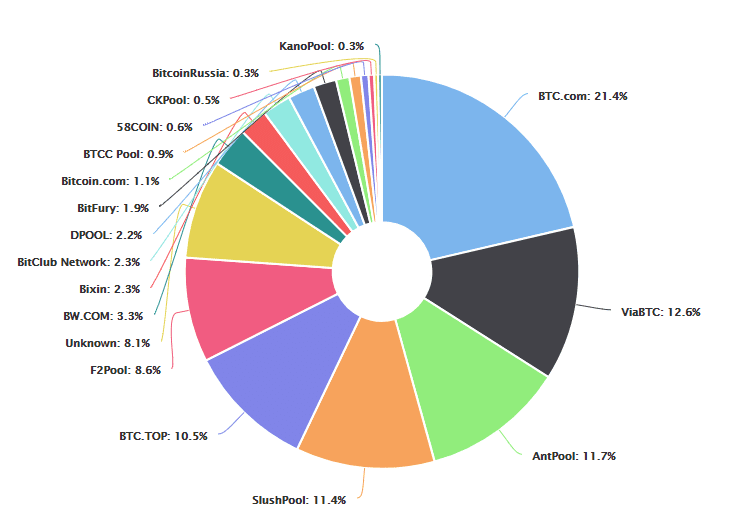 KanoPool: 0.3%
BitcoinRussia: 0.3%
CKPool: 0.5%
58COIN: 0.6%
BTCC Pool: 0.9%
Bitcoin.com: 1.1%
BitFury: 1.9%
DPOOL: 2.2%
BitClub Network: 2.3%
Bixin: 2.3%
BW.COM: 3.3%
Unknown: 8.1%
F2Pool: 8.6%
BTC.TOP: 10.5%
SlushPool: 11.4%
AntPool: 11.7%
ViaBTC: 12.6%
BTC.com: 21.4%